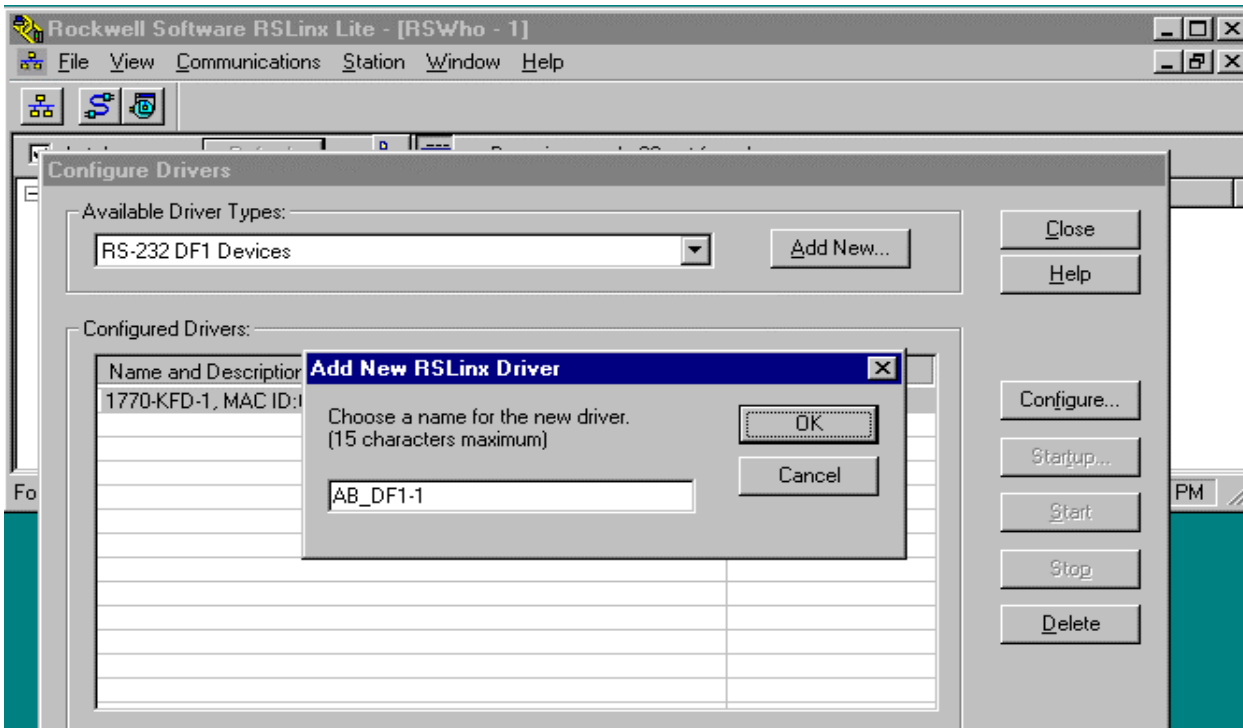 Rockwell Software RSLinx Lite - [RSWho - 1]
File View Communications Station Window Help
Configure Drivers
Available Driver Types:
RS-232 DF1 Devices
Add New...
Close
Help
Configured Drivers:
Name and Description
1770-KFD-1, MAC ID:
Add New RSLinx Driver
Choose a name for the new driver.
(15 characters maximum)
AB_DF1-1
OK
Cancel
Configure...
Startup...
Start
Stop
Delete
Fo
PM